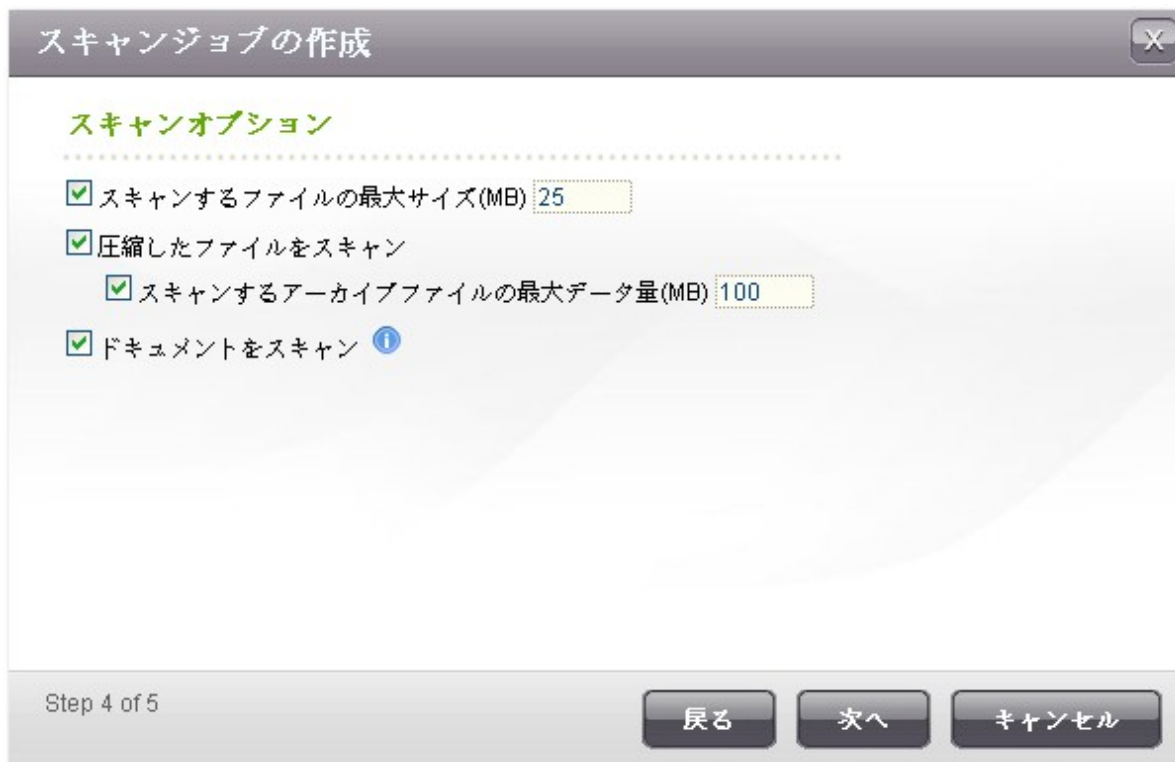 スキャンジョブの作成
X
スキャンオプション
スキャンするファイルの最大サイズ(MB) 25
圧縮したファイルをスキャン
スキャンするアーカイブファイルの最大データ量(MB) 100
ドキュメントをスキャン i
Step 4 of 5
戻る 次へ キャンセル